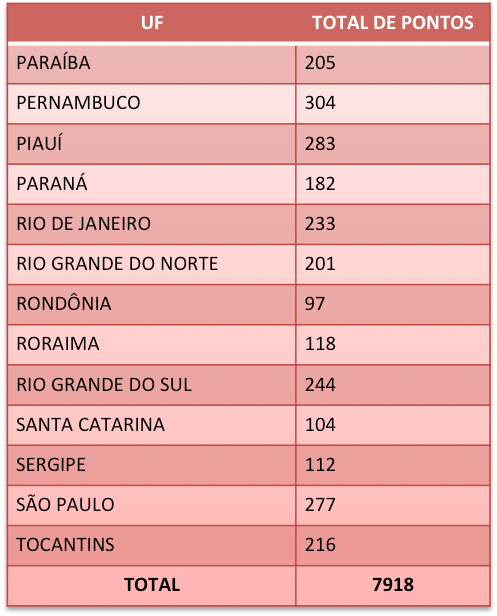 UF TOTAL DE PONTOS
PARAÍBA 205
PERNAMBUCO 304
PIAUÍ 283
PARANÁ 182
RIO DE JANEIRO 233
RIO GRANDE DO NORTE 201
RONDÔNIA 97
RORAIMA 118
RIO GRANDE DO SUL 244
SANTA CATARINA 104
SERGIPE 112
SÃO PAULO 277
TOCANTINS 216
TOTAL 7918